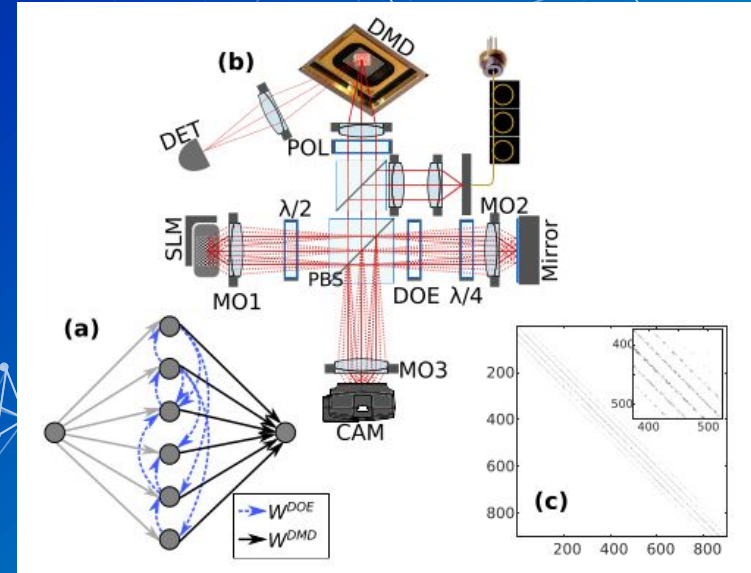 (b)
DMD
DET
POL
λ/2
MO2
SLM
Mirror
MO1
PBS
DOE
λ/4
(a)
MO3
CAM
W^DOE
W^DMD
200
400
600
800
400
500
400
500
(c)
200
400
600
800